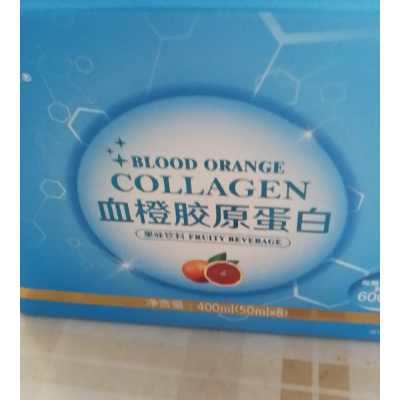 BLOOD ORANGE
COLLAGEN
血橙胶原蛋白
果味饮料 FRUITY BEVERAGE
净含量：400ml(50ml×8)